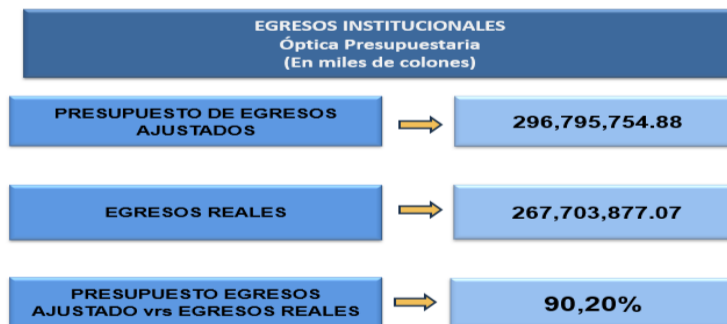 EGRESOS INSTITUCIONALES
Óptica Presupuestaria
(En miles de colones)
PRESUPUESTO DE EGRESOS
AJUSTADOS
296,795,754.88
EGRESOS REALES
267,703,877.07
PRESUPUESTO EGRESOS
AJUSTADO vrs EGRESOS REALES
90,20%